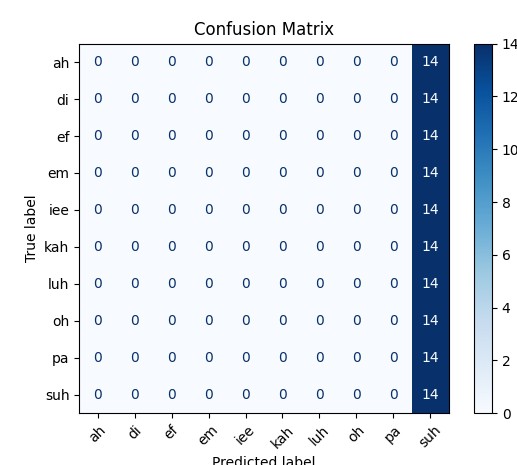 Confusion Matrix
ah 0 0 0 0 0 0 0 0 0 14
di 0 0 0 0 0 0 0 0 0 14
ef 0 0 0 0 0 0 0 0 0 14
em 0 0 0 0 0 0 0 0 0 14
iee 0 0 0 0 0 0 0 0 0 14
kah 0 0 0 0 0 0 0 0 0 14
luh 0 0 0 0 0 0 0 0 0 14
oh 0 0 0 0 0 0 0 0 0 14
pa 0 0 0 0 0 0 0 0 0 14
suh 0 0 0 0 0 0 0 0 0 14
True label
ah di ef em iee kah luh oh pa suh
Predicted label
14
12
10
8
6
4
2
0